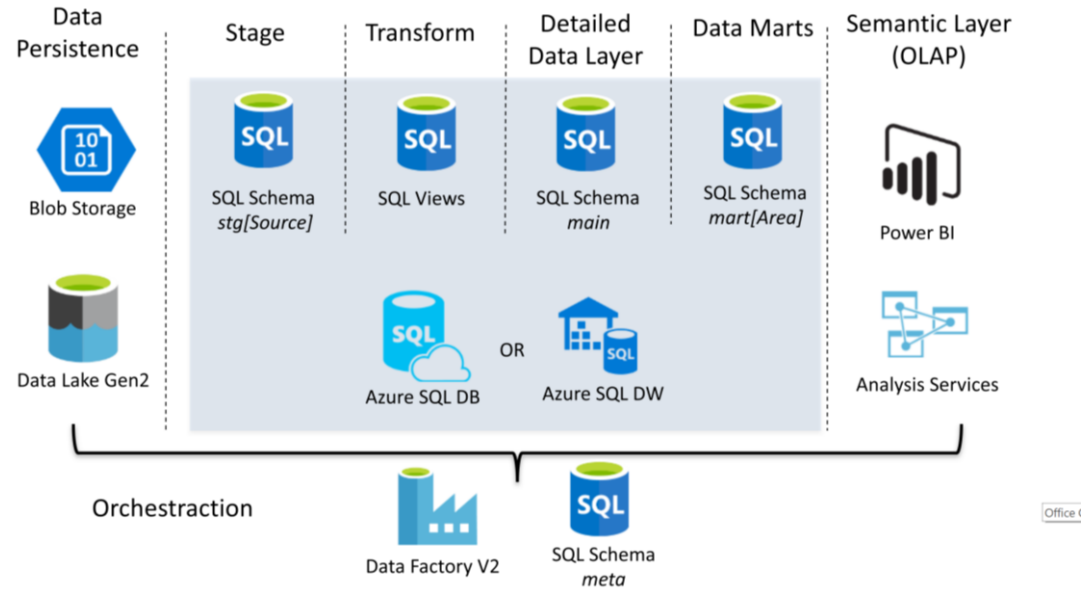 Data
Persistence
Stage
Transform
Detailed
Data Layer
Data Marts
Semantic Layer
(OLAP)
10
01
Blob Storage
SQL
SQL Schema
stg[Source]
SQL
SQL Views
SQL
SQL Schema
main
SQL
SQL Schema
mart[Area]
Power BI
Data Lake Gen2
SQL
Azure SQL DB
OR
SQL
Azure SQL DW
Analysis Services
Orchestration
Data Factory V2
SQL
SQL Schema
meta
Office